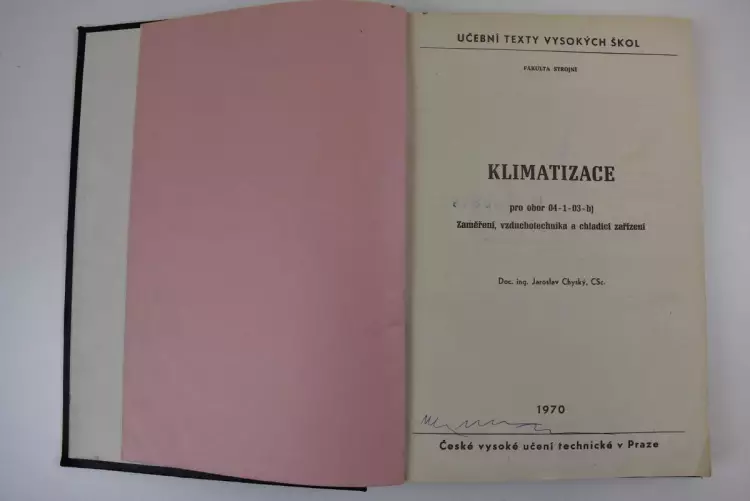 UČEBNÍ TEXTY VYSOKÝCH ŠKOL
FAKULTA STROJNÍ
KLIMATIZACE
pro obor 04-1-03-bj
Zaměření, vzduchotechnika a chladicí zařízení
Doc. ing. Jaroslav Chyský, CSc.
1970
České vysoké učení technické v Praze